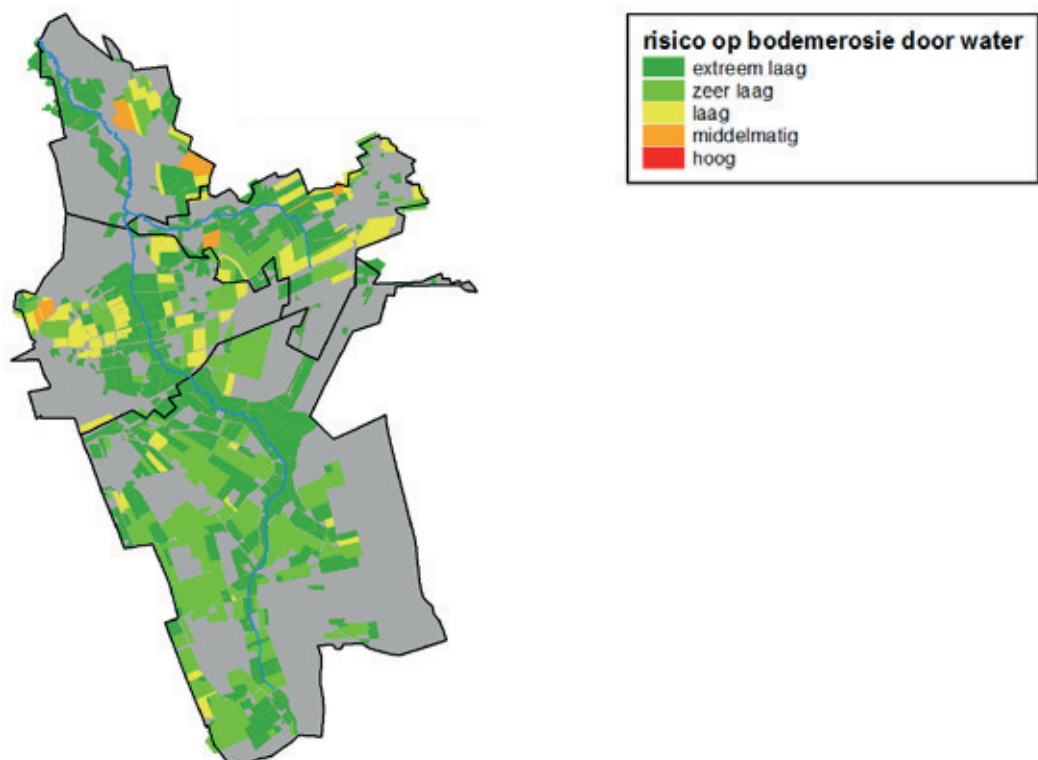 risico op bodemerosie door water
extreem laag
zeer laag
laag
middelmatig
hoog